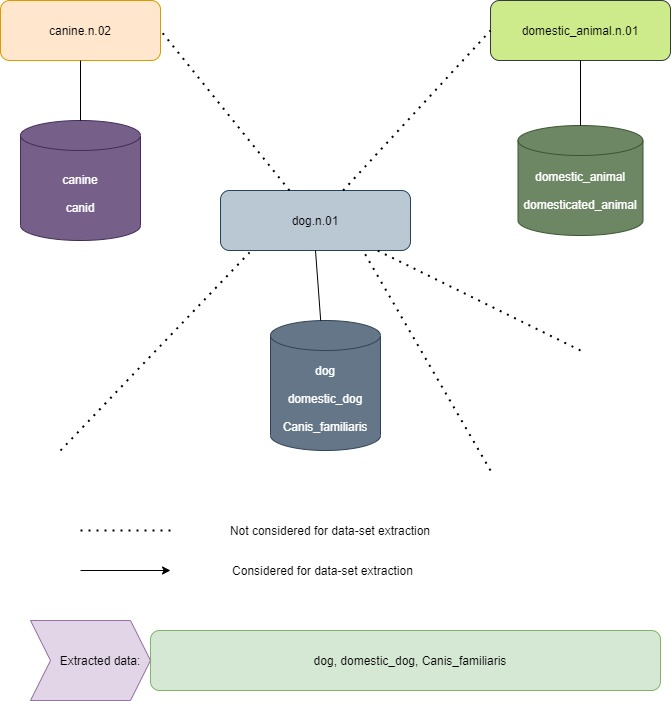 canine.n.02
domestic_animal.n.01
canine
canid
domestic_animal
domesticated_animal
dog.n.01
dog
domestic_dog
Canis_familiaris
Not considered for data-set extraction
Considered for data-set extraction
Extracted data:
dog, domestic_dog, Canis_familiaris